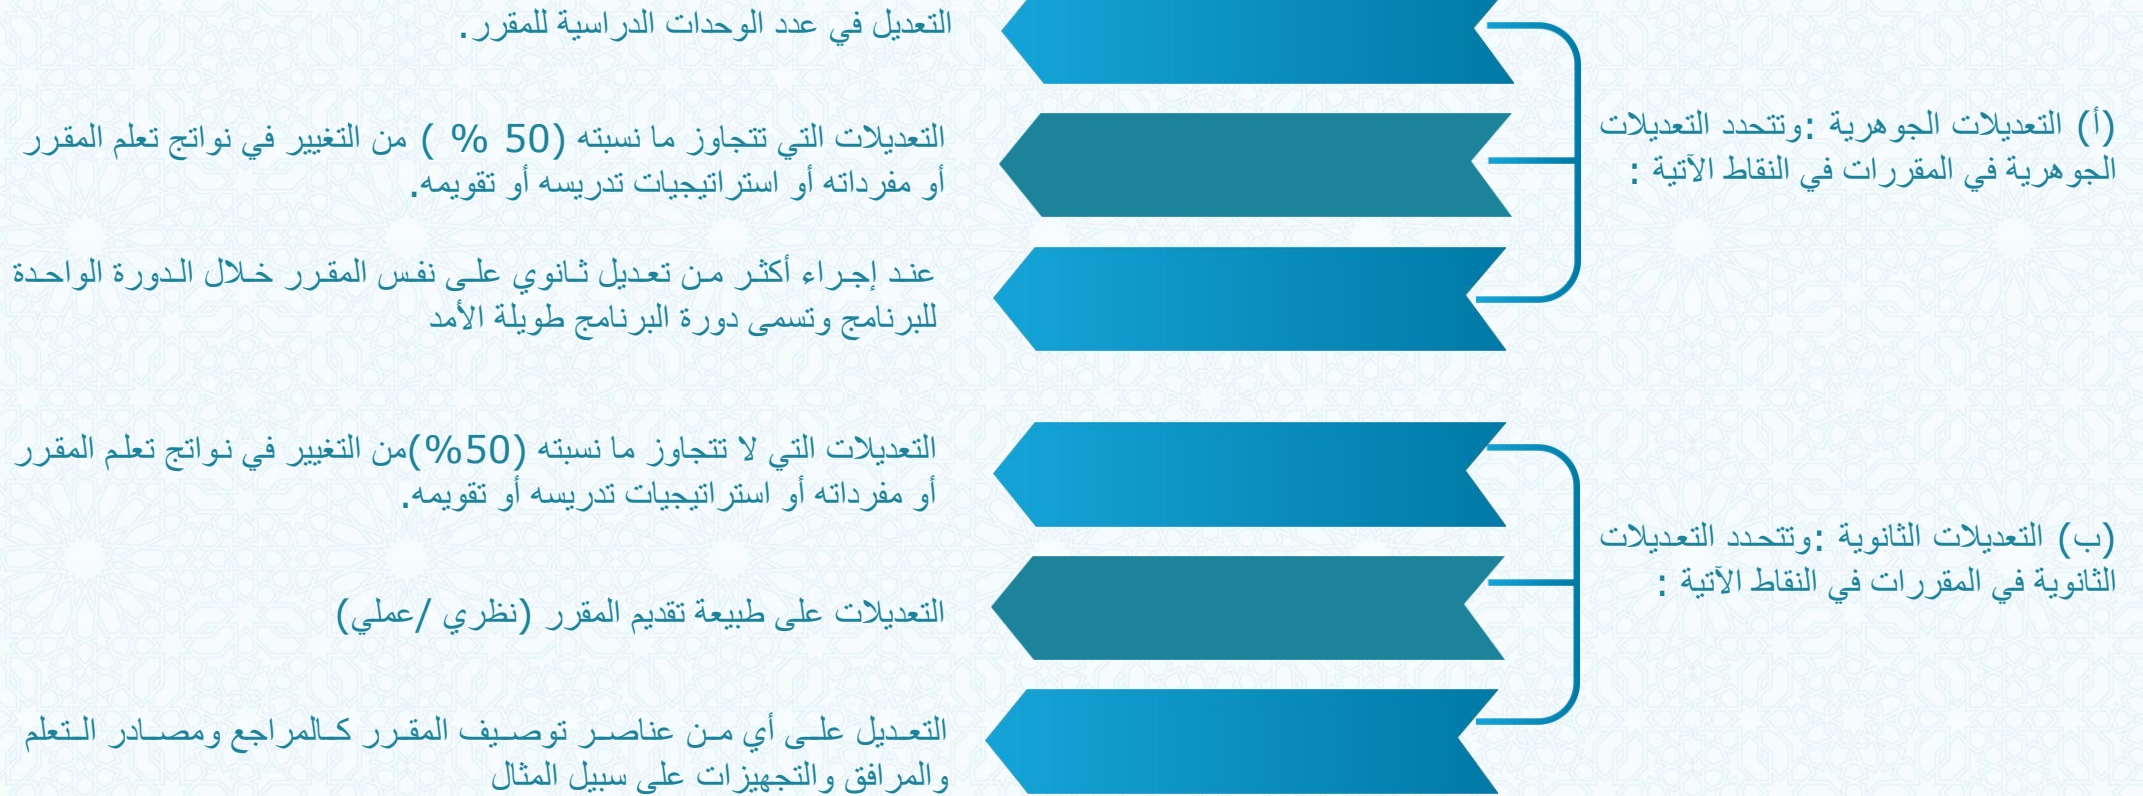 (أ) التعديلات الجوهرية :وتتحدد التعديلات
الجوهرية في المقررات في النقاط الآتية :
التعديل في عدد الوحدات الدراسية للمقرر.
التعديلات التي تتجاوز ما نسبته (50 % ) من التغيير في نواتج تعلم المقرر
أو مفرداته أو استراتيجيات تدريسه أو تقويمه.
عند إجراء أكثر من تعديل ثانوي على نفس المقرر خلال الدورة الواحدة
للبرنامج وتسمى دورة البرنامج طويلة الأمد
(ب) التعديلات الثانوية :وتتحدد التعديلات
الثانوية في المقررات في النقاط الآتية :
التعديلات التي لا تتجاوز ما نسبته (50%)من التغيير في نواتج تعلم المقرر
أو مفرداته أو استراتيجيات تدريسه أو تقويمه.
التعديلات على طبيعة تقديم المقرر (نظري /عملي)
التعديل على أي من عناصر توصيف المقرر كالمراجع ومصادر التعلم
والمرافق والتجهيزات على سبيل المثال